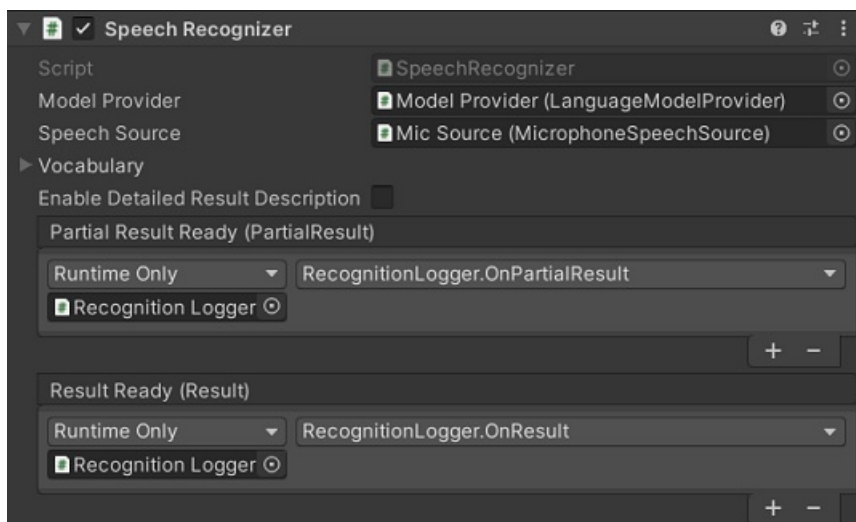 Speech Recognizer
Script SpeechRecognizer
Model Provider Model Provider (LanguageModelProvider)
Speech Source Mic Source (MicrophoneSpeechSource)
Vocabulary
Enable Detailed Result Description
Partial Result Ready (PartialResult)
Runtime Only RecognitionLogger.OnPartialResult
Recognition Logger
+ −
Result Ready (Result)
Runtime Only RecognitionLogger.OnResult
Recognition Logger
+ −